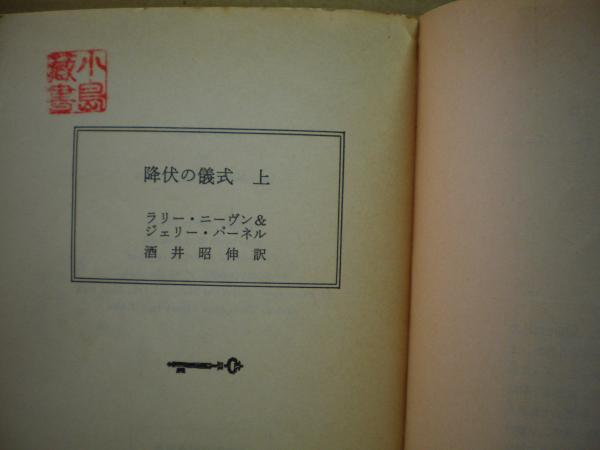 小島
蔵書
降伏の儀式 上
ラリー・ニーヴン&
ジェリー・パーネル
酒井昭伸訳